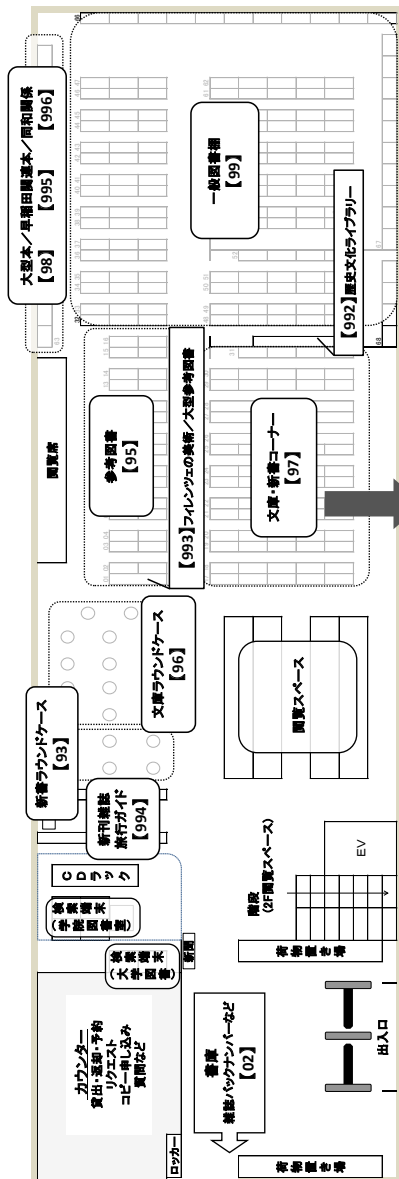 大型本／早稲田関連本／同和関係
【98】 【995】 【996】
一般図書棚
【99】
【992】歴史文化ライブラリー
閲覧席
参考図書
【95】
【993】フィレンツェの美術／大型参考図書
文庫・新書コーナー
【97】
新書ラウンドケース
【93】
文庫ラウンドケース
【96】
閲覧スペース
新刊雑誌
旅行ガイド
【994】
CDラック
検索端末
（学院図書室）
検索端末
（大学図書）
新聞
階段
（2F閲覧スペース）
EV
荷物置き場
カウンター
貸出・返却・予約
リクエスト
コピー申し込み
質問など
ロッカー
書庫
雑誌バックナンバーなど
【02】
出入口
荷物置き場